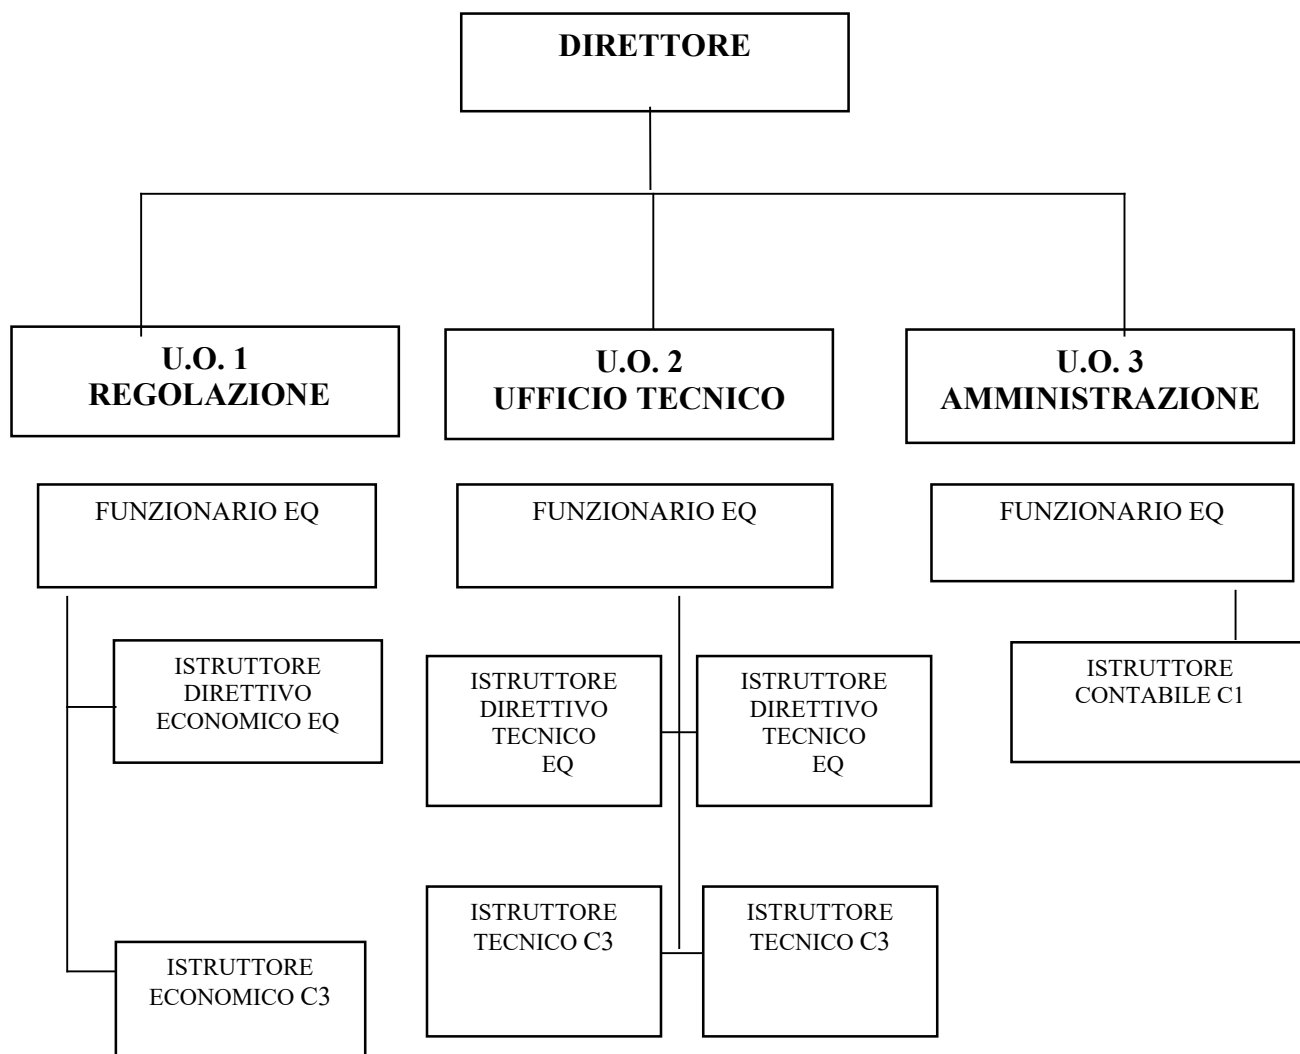 DIRETTORE
U.O. 1
REGOLAZIONE
U.O. 2
UFFICIO TECNICO
U.O. 3
AMMINISTRAZIONE
FUNZIONARIO EQ
FUNZIONARIO EQ
FUNZIONARIO EQ
ISTRUTTORE
DIRETTIVO
ECONOMICO EQ
ISTRUTTORE
DIRETTIVO
TECNICO
EQ
ISTRUTTORE
DIRETTIVO
TECNICO
EQ
ISTRUTTORE
CONTABILE C1
ISTRUTTORE
ECONOMICO C3
ISTRUTTORE
TECNICO C3
ISTRUTTORE
TECNICO C3